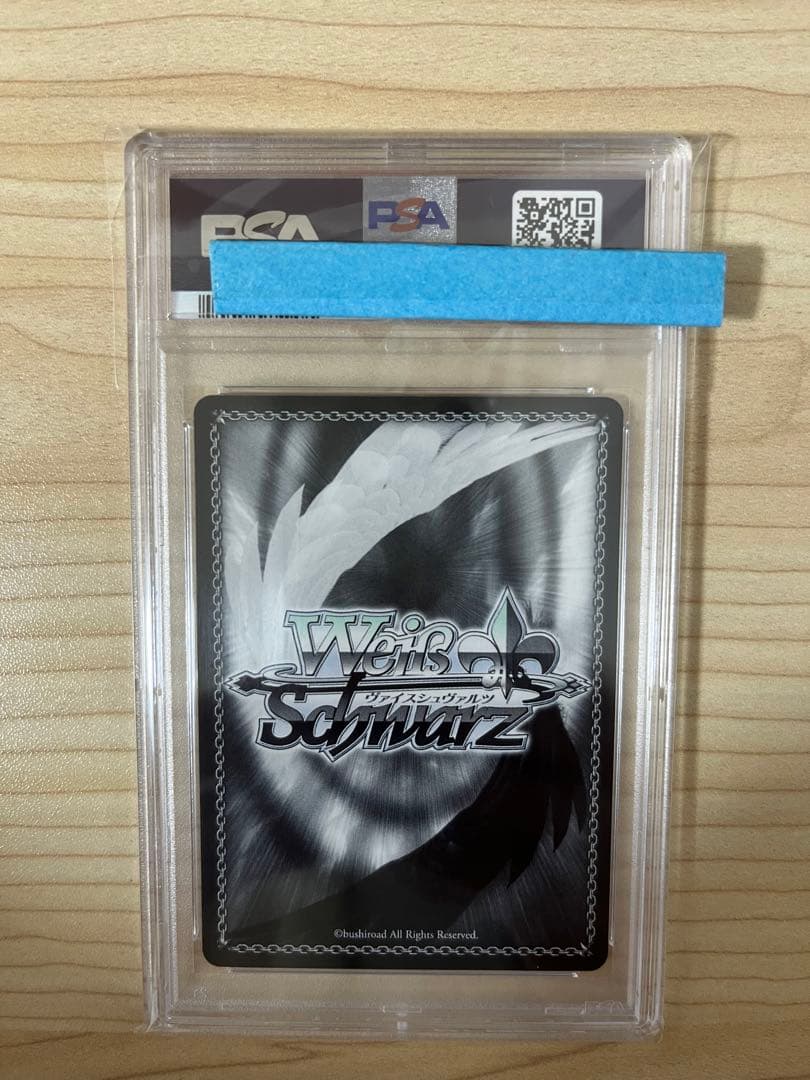 PSA
PSA
Weiß
ヴァイスシュヴァルツ
Schwarz
©bushiroad All Rights Reserved.